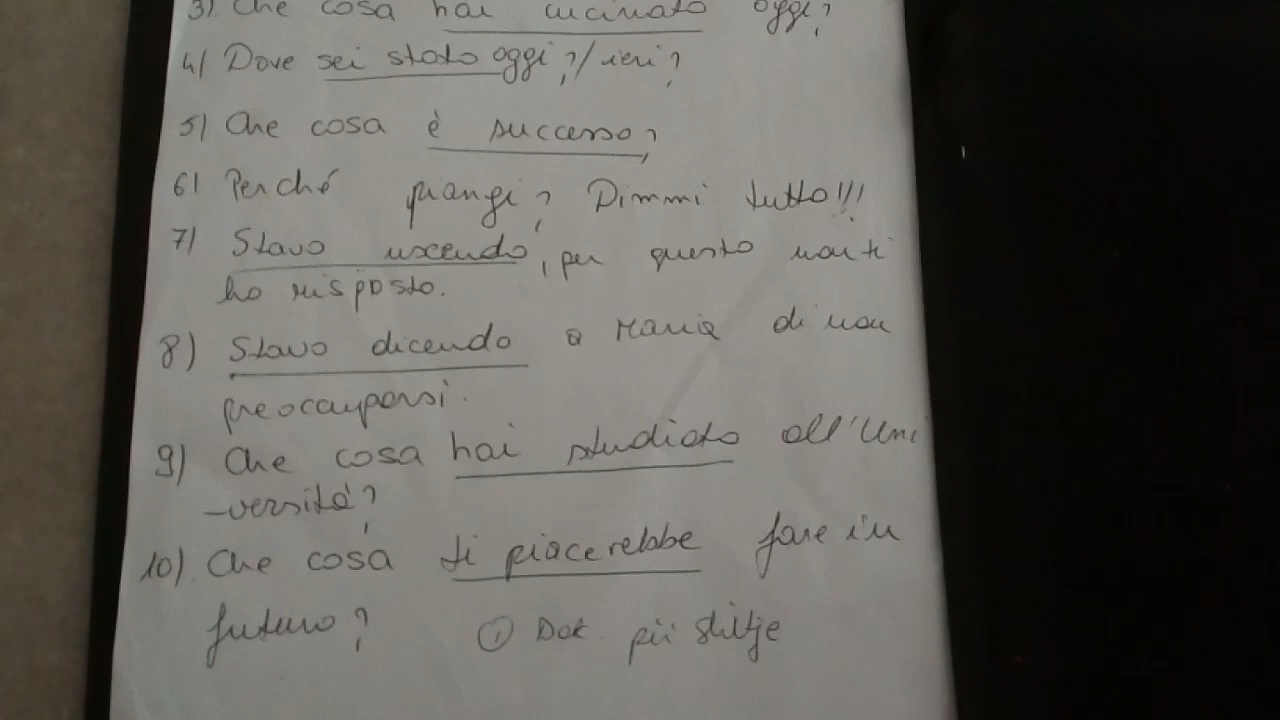 3). Che cosa hai cucinato oggi?
4) Dove sei stato oggi?/ieri?
5) Che cosa è successo?
6) Perché piangi? Dimmi tutto!!!
7) Stavo uscendo, per questo non ti
ho risposto.
8) Stavo dicendo a Maria di non
preoccuparsi.
9) Che cosa hai studiato all'Uni
-versità?
10). Che cosa ti piacerebbe fare in
futuro? ① Dok.